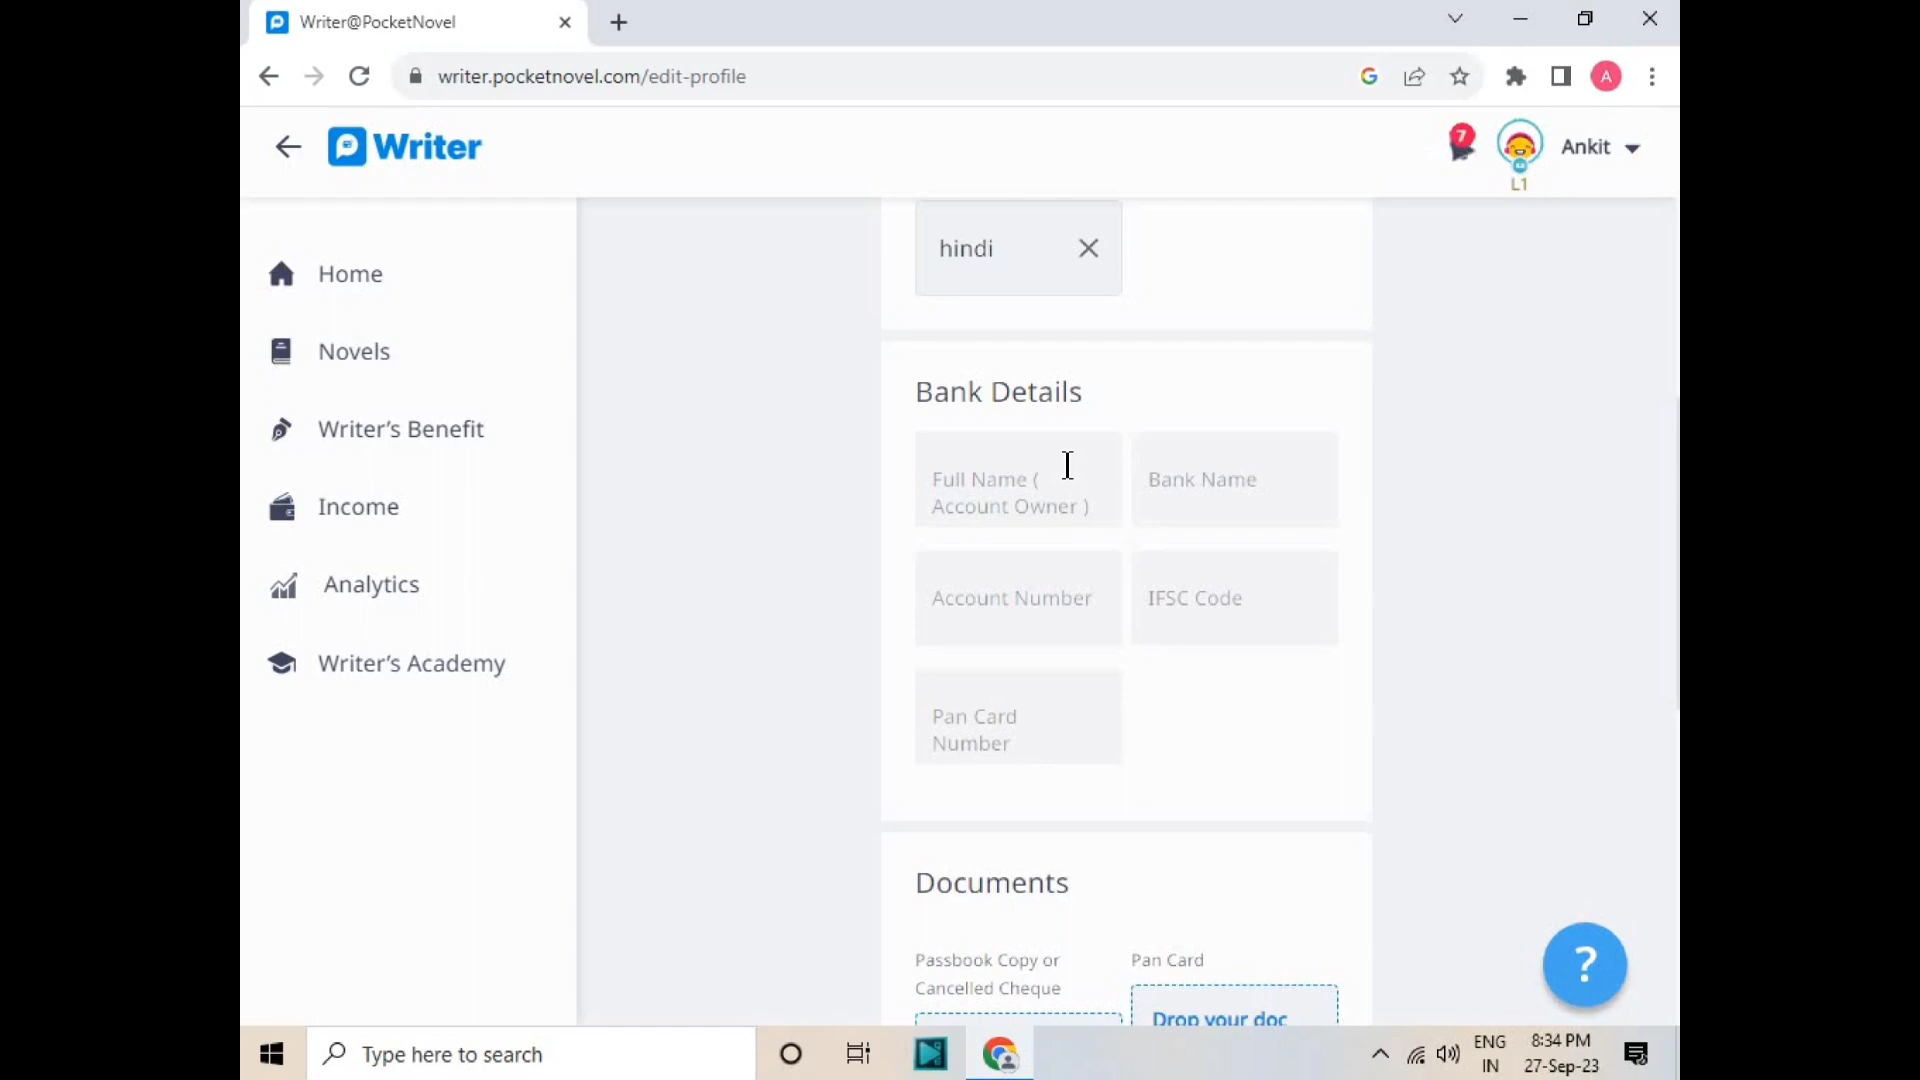 Writer@PocketNovel
writer.pocketnovel.com/edit-profile
A
Writer
7
Ankit
L1
Home
Novels
Writer’s Benefit
Income
Analytics
Writer’s Academy
hindi
Bank Details
Full Name (
Account Owner )
Bank Name
Account Number
IFSC Code
Pan Card
Number
Documents
Passbook Copy or
Cancelled Cheque
Pan Card
Drop your doc
?
Type here to search
ENG
IN
8:34 PM
27-Sep-23